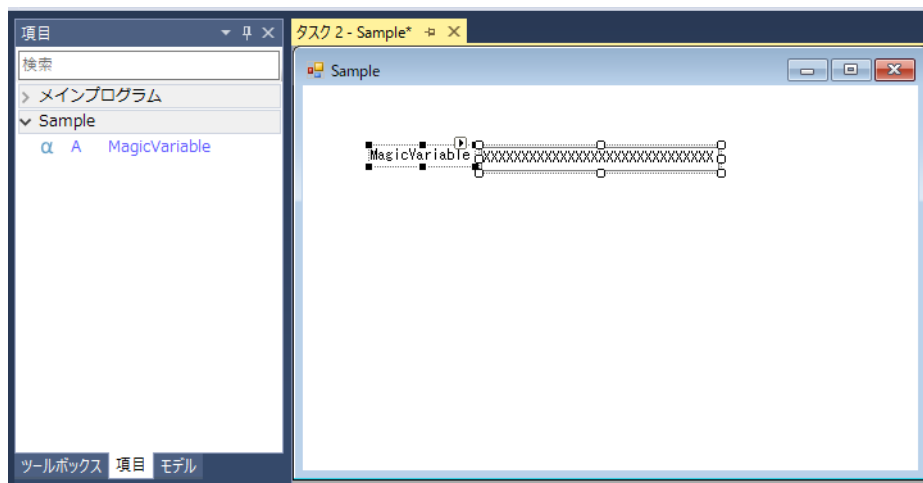 項目
検索
メインプログラム
Sample
α A MagicVariable
ツールボックス 項目 モデル
タスク 2 - Sample*
Sample
MagicVariable XXXXXXXXXXXXXXXXXXXXXXXXXXXXXX